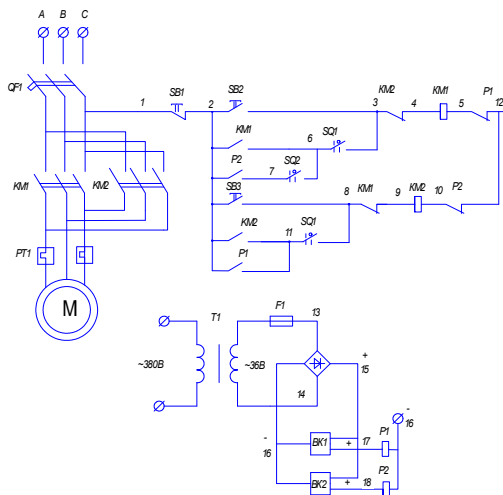 A B C
QF1
1
SB1
2
SB2
3
KM2
4
KM1
5
P1
12
KM1
6
SQ1
P2
7
SQ2
SB3
8
KM1
9
KM2
10
P2
KM2
11
SQ1
P1
KM1
KM2
PT1
M
T1
F1
13
~380В
~36В
14
+
15
-
16
-
16
BK1
+
17
P1
BK2
+
18
P2